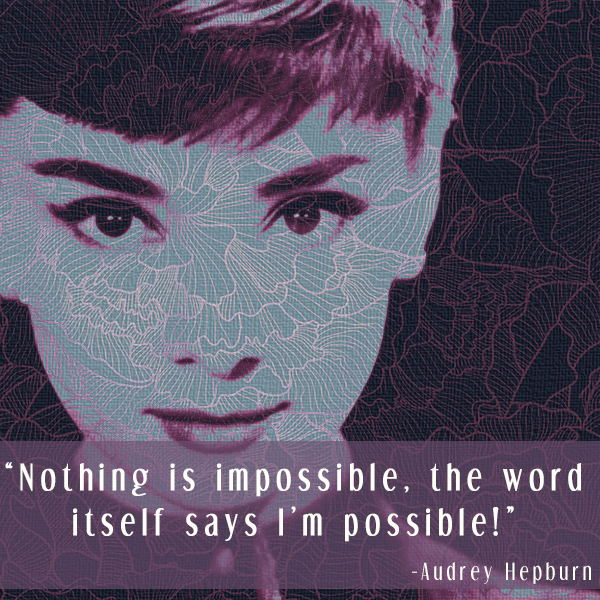 “Nothing is impossible, the word
itself says I’m possible!”
-Audrey Hepburn